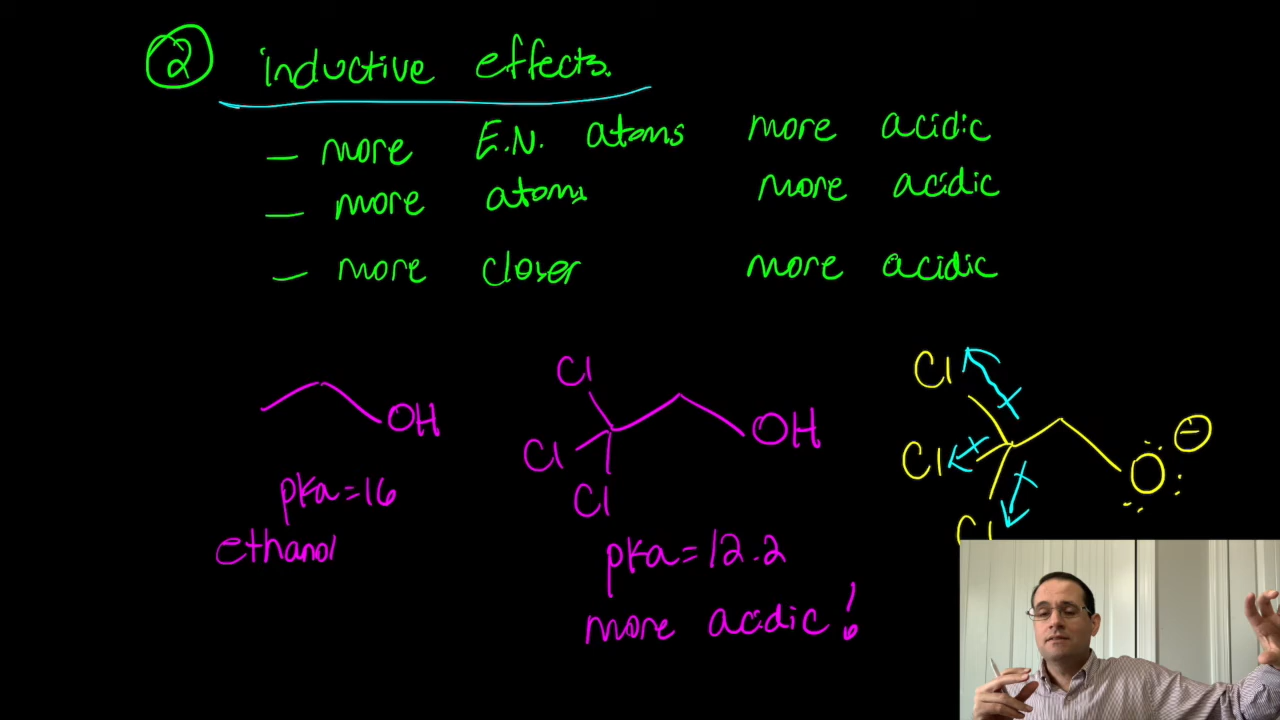 2 inductive effects.
— more E.N. atoms more acidic
— more atoms more acidic
— more closer more acidic
OH
pka=16
ethanol
Cl
Cl
Cl
OH
pka=12.2
more acidic!
Cl
Cl
Cl
O −